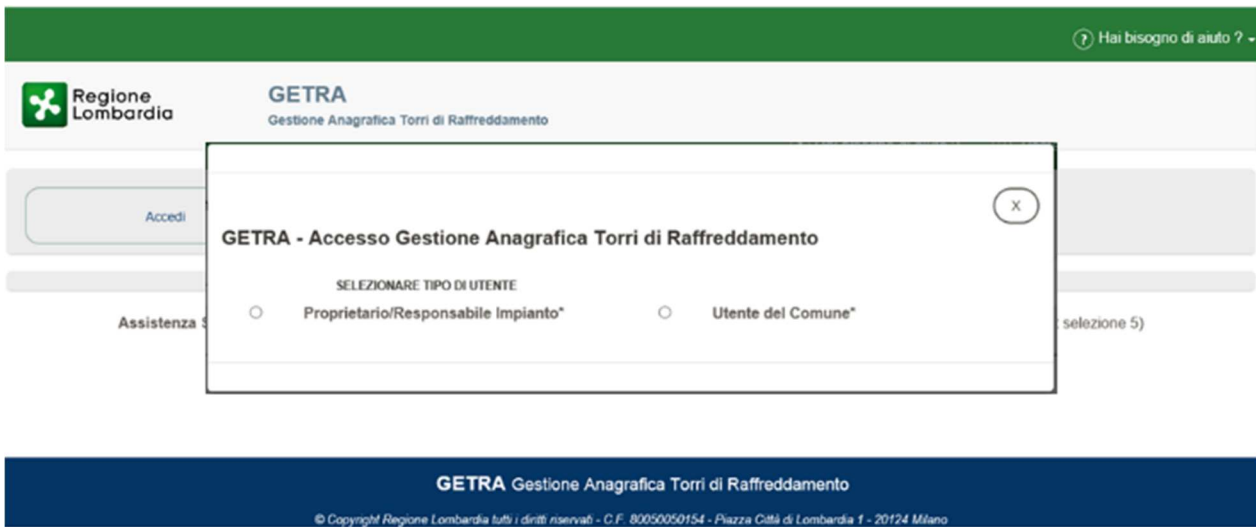 ? Hai bisogno di aiuto ?
Regione
Lombardia
GETRA
Gestione Anagrafica Torri di Raffreddamento
X
Accedi
GETRA - Accesso Gestione Anagrafica Torri di Raffreddamento
SELEZIONARE TIPO DI UTENTE
Proprietario/Responsabile Impianto* Utente del Comune*
Assistenza selezione 5)
GETRA Gestione Anagrafica Torri di Raffreddamento
© Copyright Regione Lombardia tutti i diritti riservati - C.F. 80050050154 - Piazza Città di Lombardia 1 - 20124 Milano